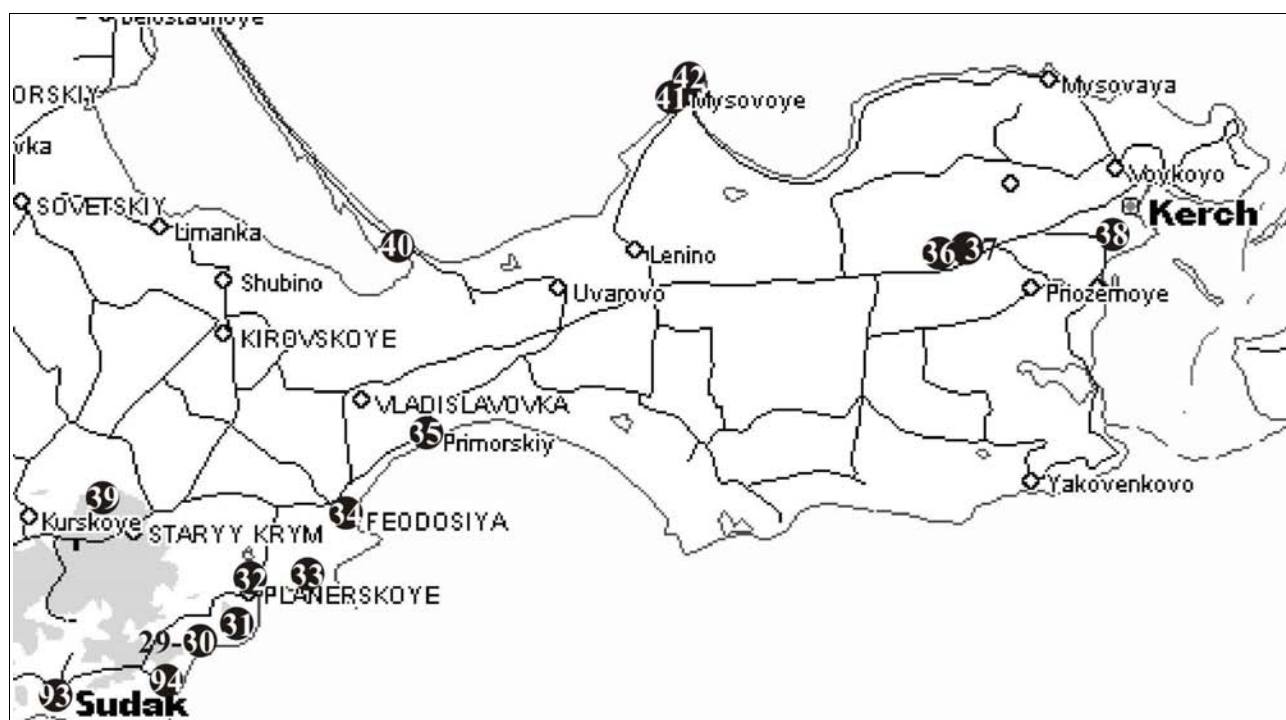 42
41 Mysovoye
Mysovaya
ORSKIY
vka
Voykovo
SOVETSKIY
Kerch
Limanka
38
40
36 37
Lenino
Shubino
Uvarovo
Priozernoye
KIROVSKOYE
VLADISLAVOVKA
35
Primorskiy
39
Yakovenkovo
34
FEODOSIYA
Kurskoye
STARYY KRYM
33
32
PLANERSKOYE
31
29-30
94
93
Sudak